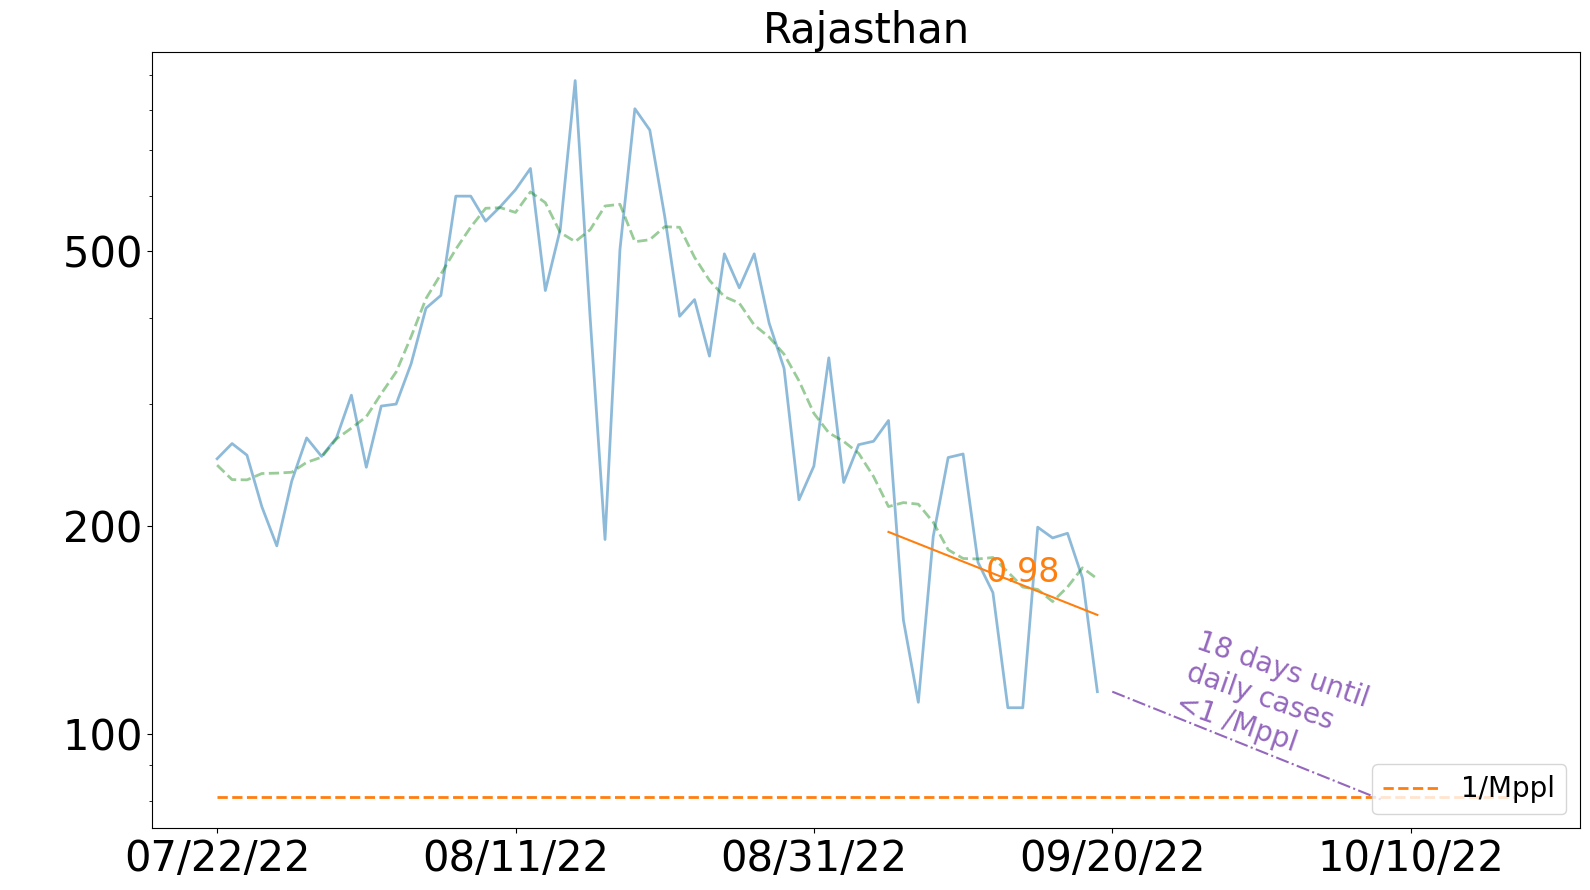 Rajasthan
500
200
100
0.98
18 days until
daily cases
<1 /Mppl
1/Mppl
07/22/22
08/11/22
08/31/22
09/20/22
10/10/22